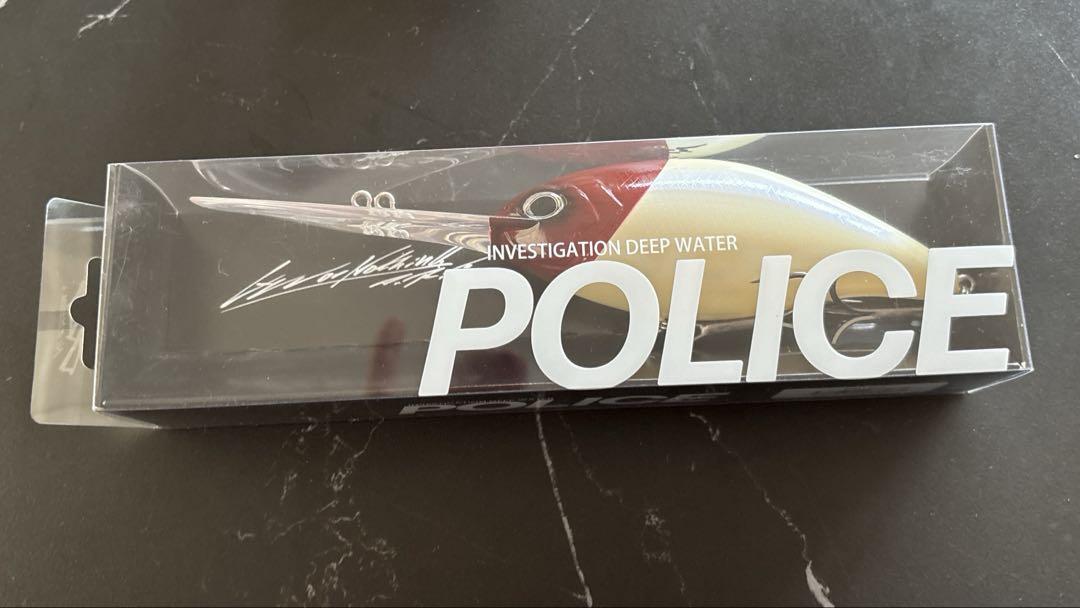 INVESTIGATION DEEP WATER
POLICE